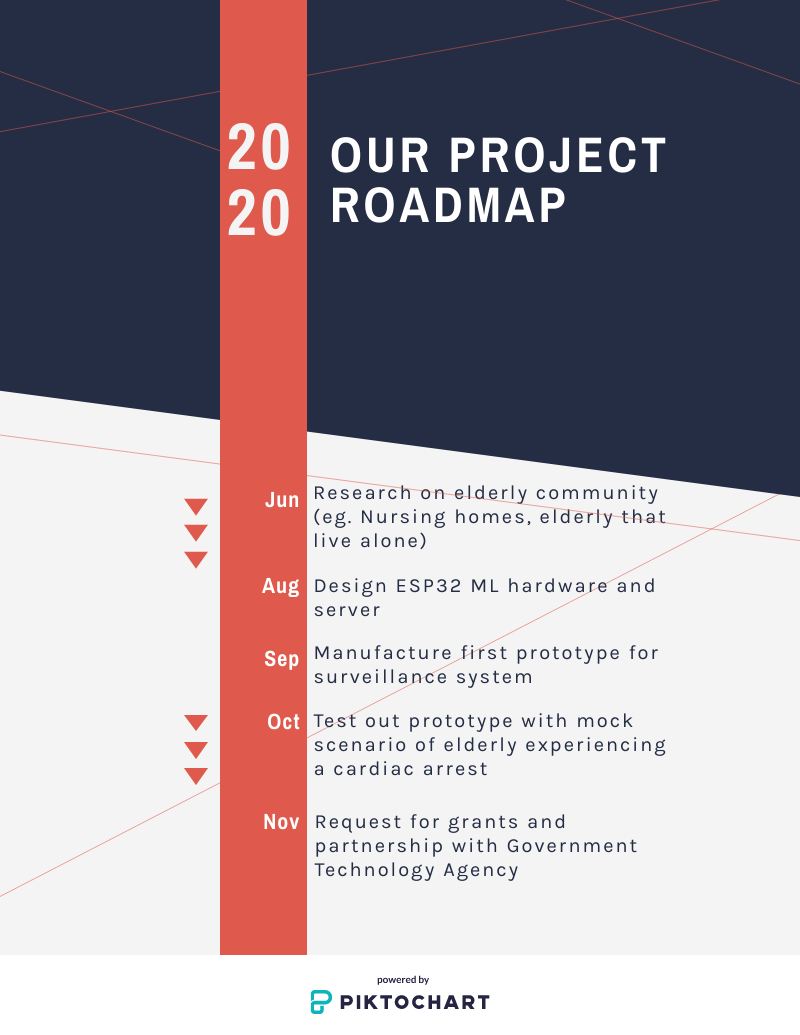 20
20
OUR PROJECT
ROADMAP
Jun
Research on elderly community
(eg. Nursing homes, elderly that
live alone)
Aug
Design ESP32 ML hardware and
server
Sep
Manufacture first prototype for
surveillance system
Oct
Test out prototype with mock
scenario of elderly experiencing
a cardiac arrest
Nov
Request for grants and
partnership with Government
Technology Agency
powered by
PIKTOCHART